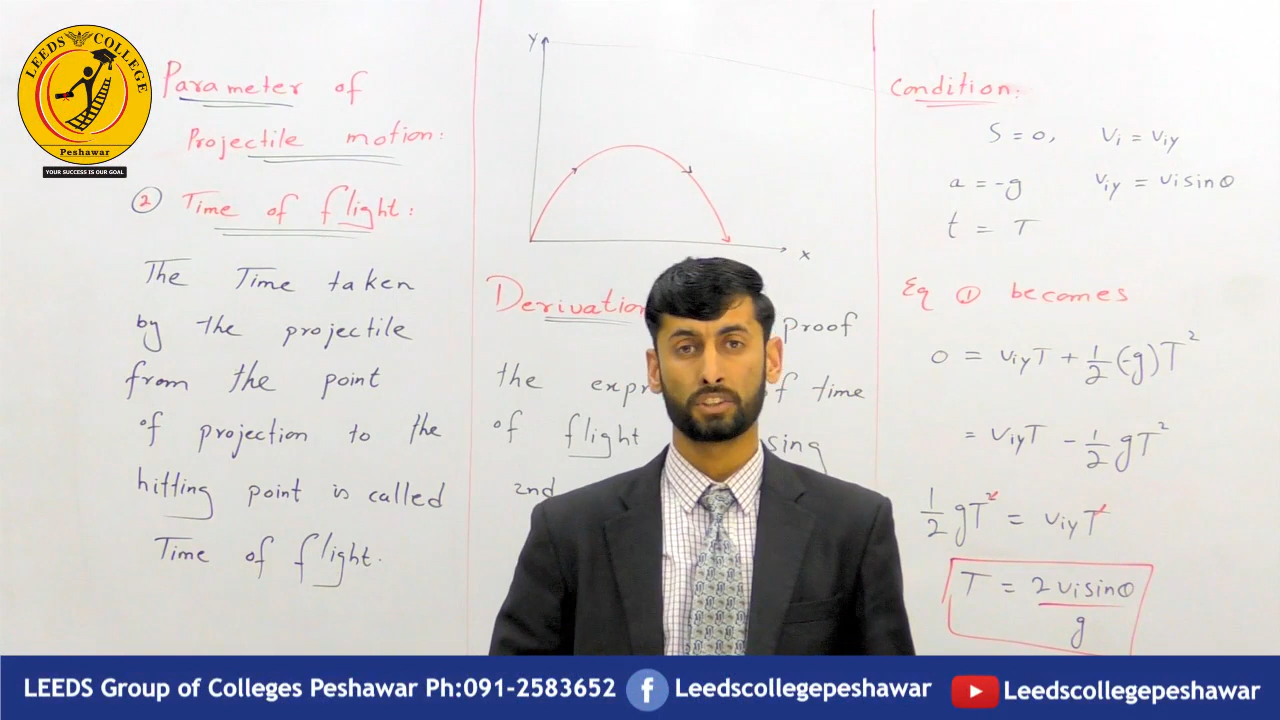 LEEDS COLLEGE
Peshawar
YOUR SUCCESS IS OUR GOAL
Parameter of
Projectile motion:
② Time of flight:
The Time taken
by the projectile
from the point
of projection to the
hitting point is called
Time of flight.
Y
x
Derivation
proof
the of time
of flight
2nd
Condition:
S = 0, Vi = Viy
a = -g Viy = Visinθ
t = T
Eq ① becomes
0 = ViyT + 1/2 (-g)T²
= ViyT - 1/2 gT²
1/2 gT² = ViyT
T = 2Visinθ/g
LEEDS Group of Colleges Peshawar Ph:091-2583652 f Leedscollegepeshawar Leedscollegepeshawar